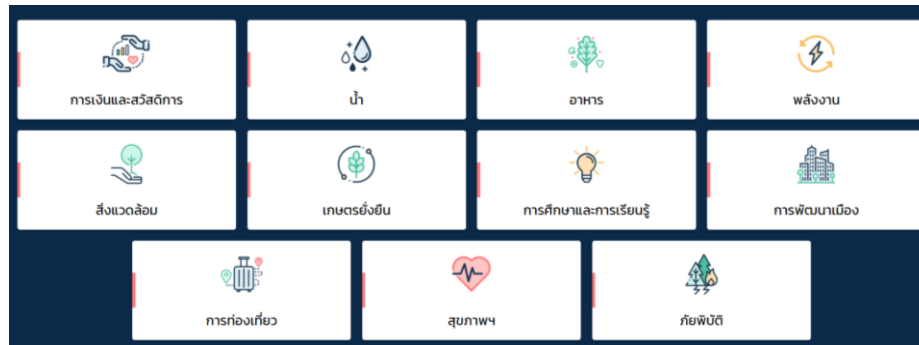 การเงินและสวัสดิการ
น้ำ
อาหาร
พลังงาน
สิ่งแวดล้อม
เกษตรยั่งยืน
การศึกษาและการเรียนรู้
การพัฒนาเมือง
การท่องเที่ยว
สุขภาพฯ
ภัยพิบัติ